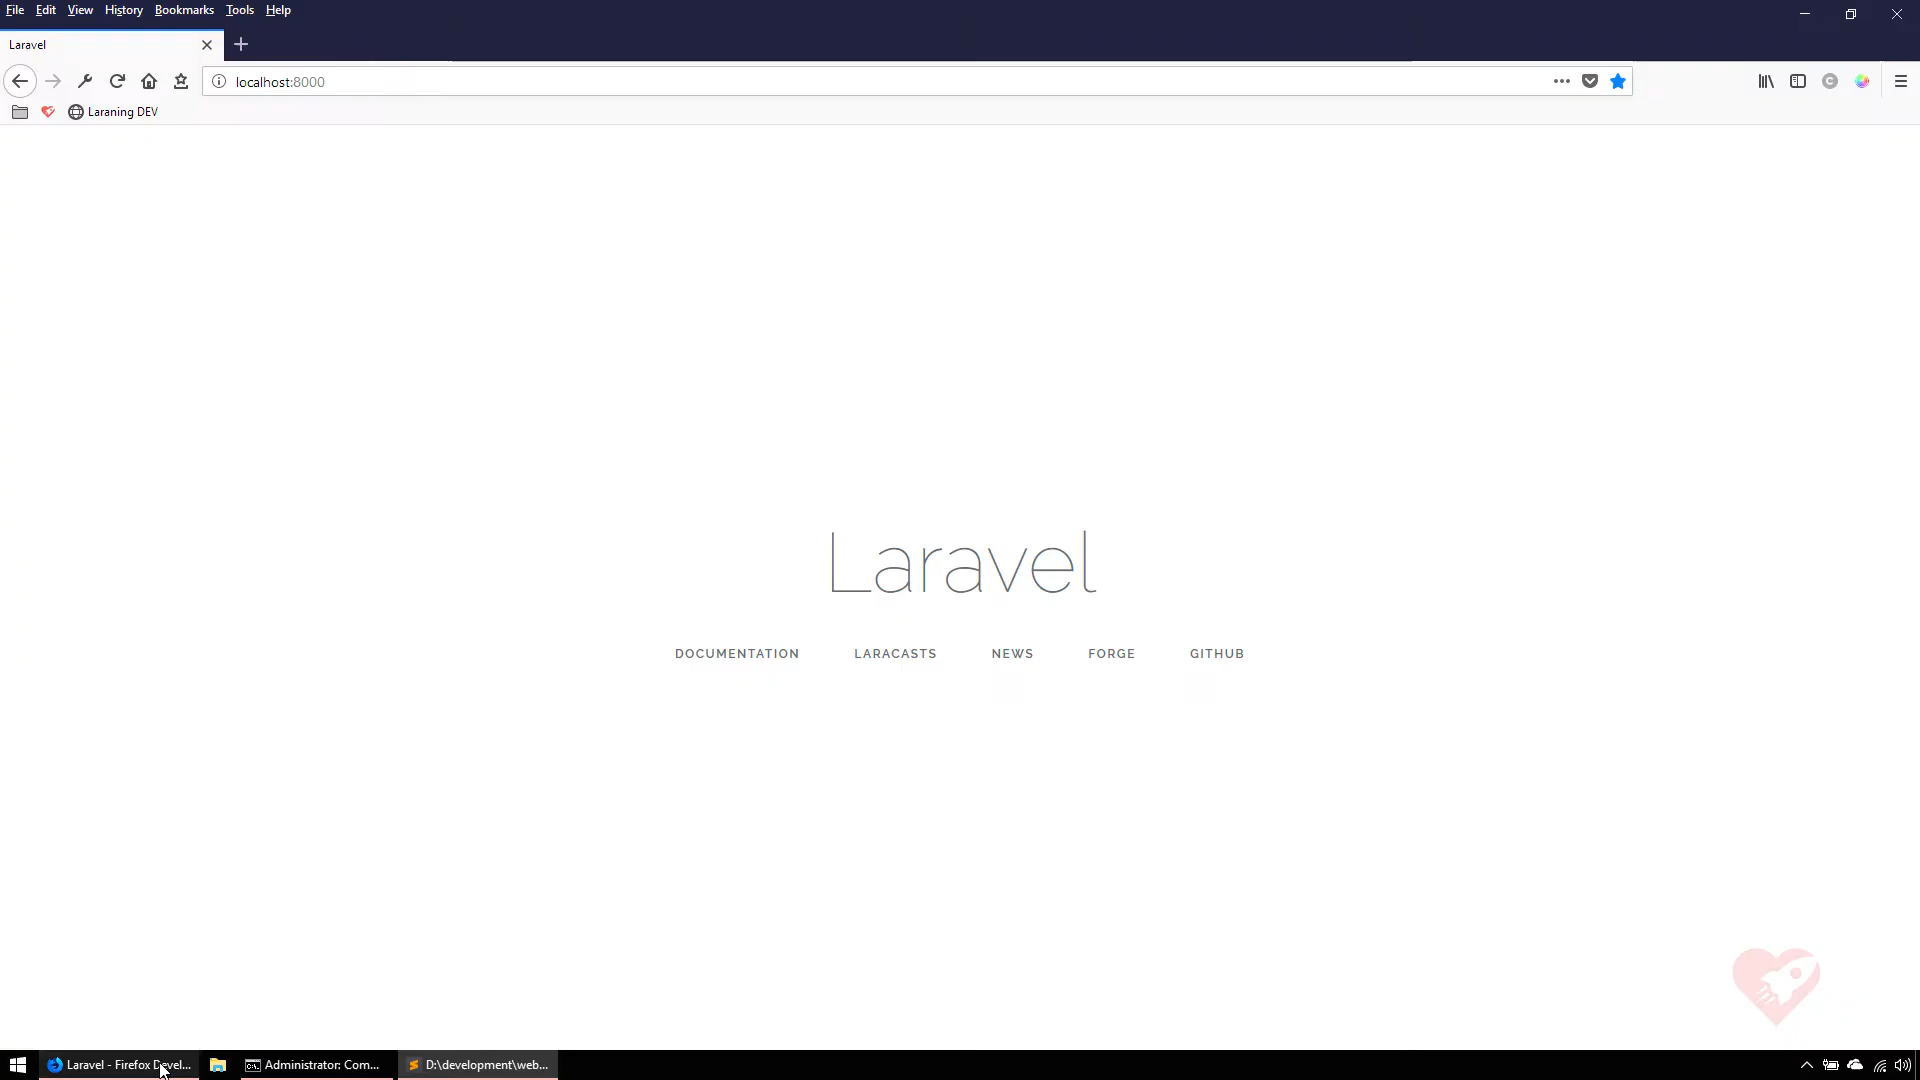 File Edit View History Bookmarks Tools Help
Laravel
localhost:8000
Laraning DEV
Laravel
DOCUMENTATION LARACASTS NEWS FORGE GITHUB
Laravel - Firefox Devel... Administrator: Com... D:\development\web...